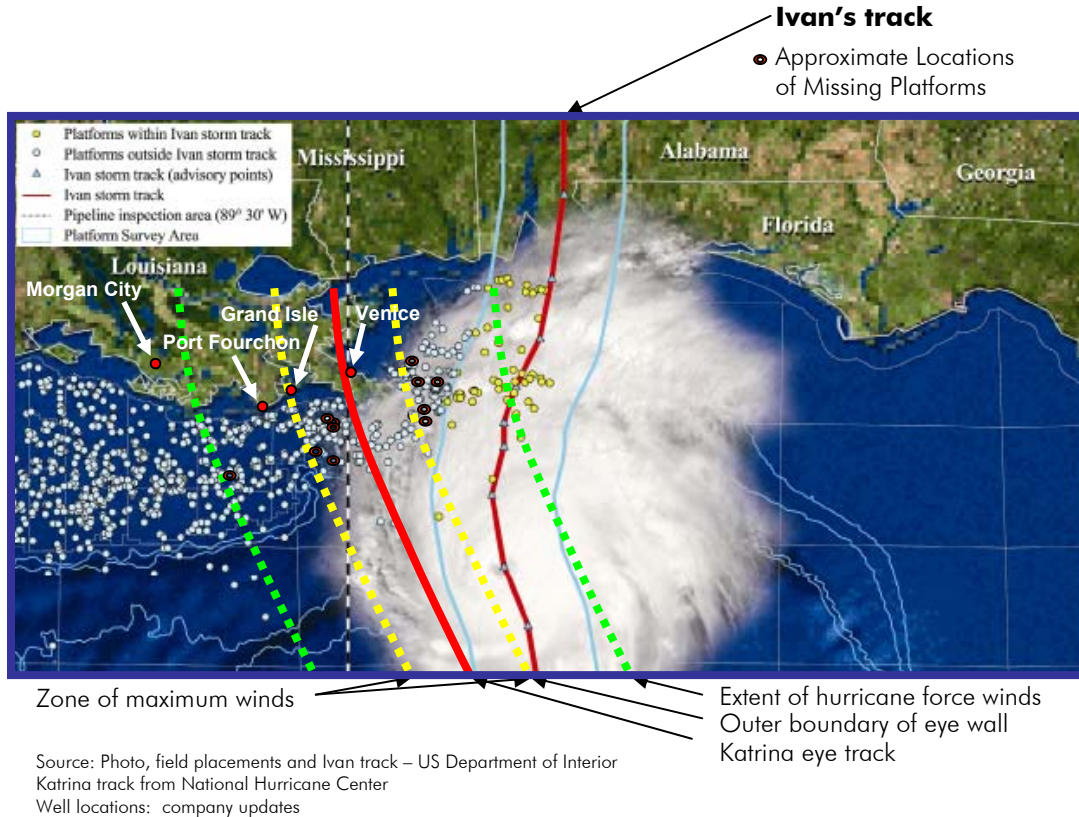 Ivan's track
Approximate Locations
of Missing Platforms
Platforms within Ivan storm track
Platforms outside Ivan storm track
Ivan storm track (advisory points)
Ivan storm track
Pipeline inspection area (89° 30' W)
Platform Survey Area
Mississippi
Alabama
Georgia
Florida
Louisiana
Morgan City
Grand Isle
Venice
Port Fourchon
Zone of maximum winds
Extent of hurricane force winds
Outer boundary of eye wall
Katrina eye track
Source: Photo, field placements and Ivan track – US Department of Interior
Katrina track from National Hurricane Center
Well locations: company updates